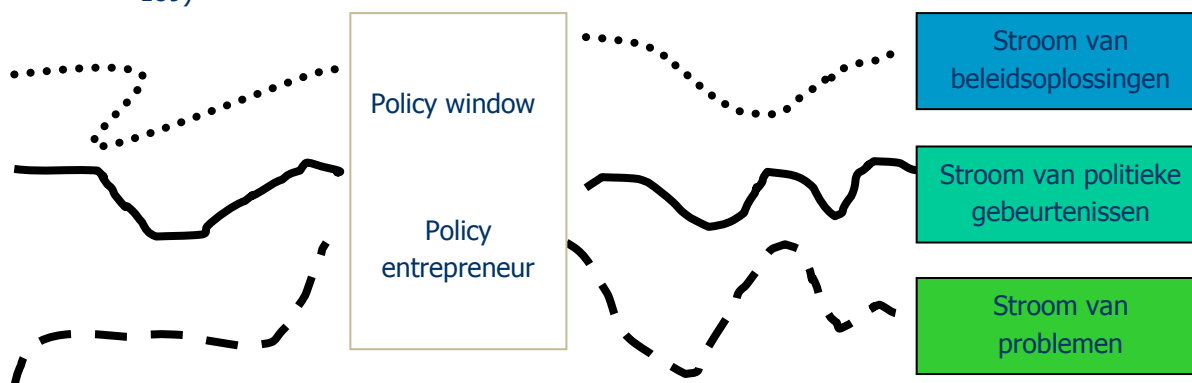 Policy window
Policy
entrepreneur
Stroom van
beleidsoplossingen
Stroom van politieke
gebeurtenissen
Stroom van
problemen